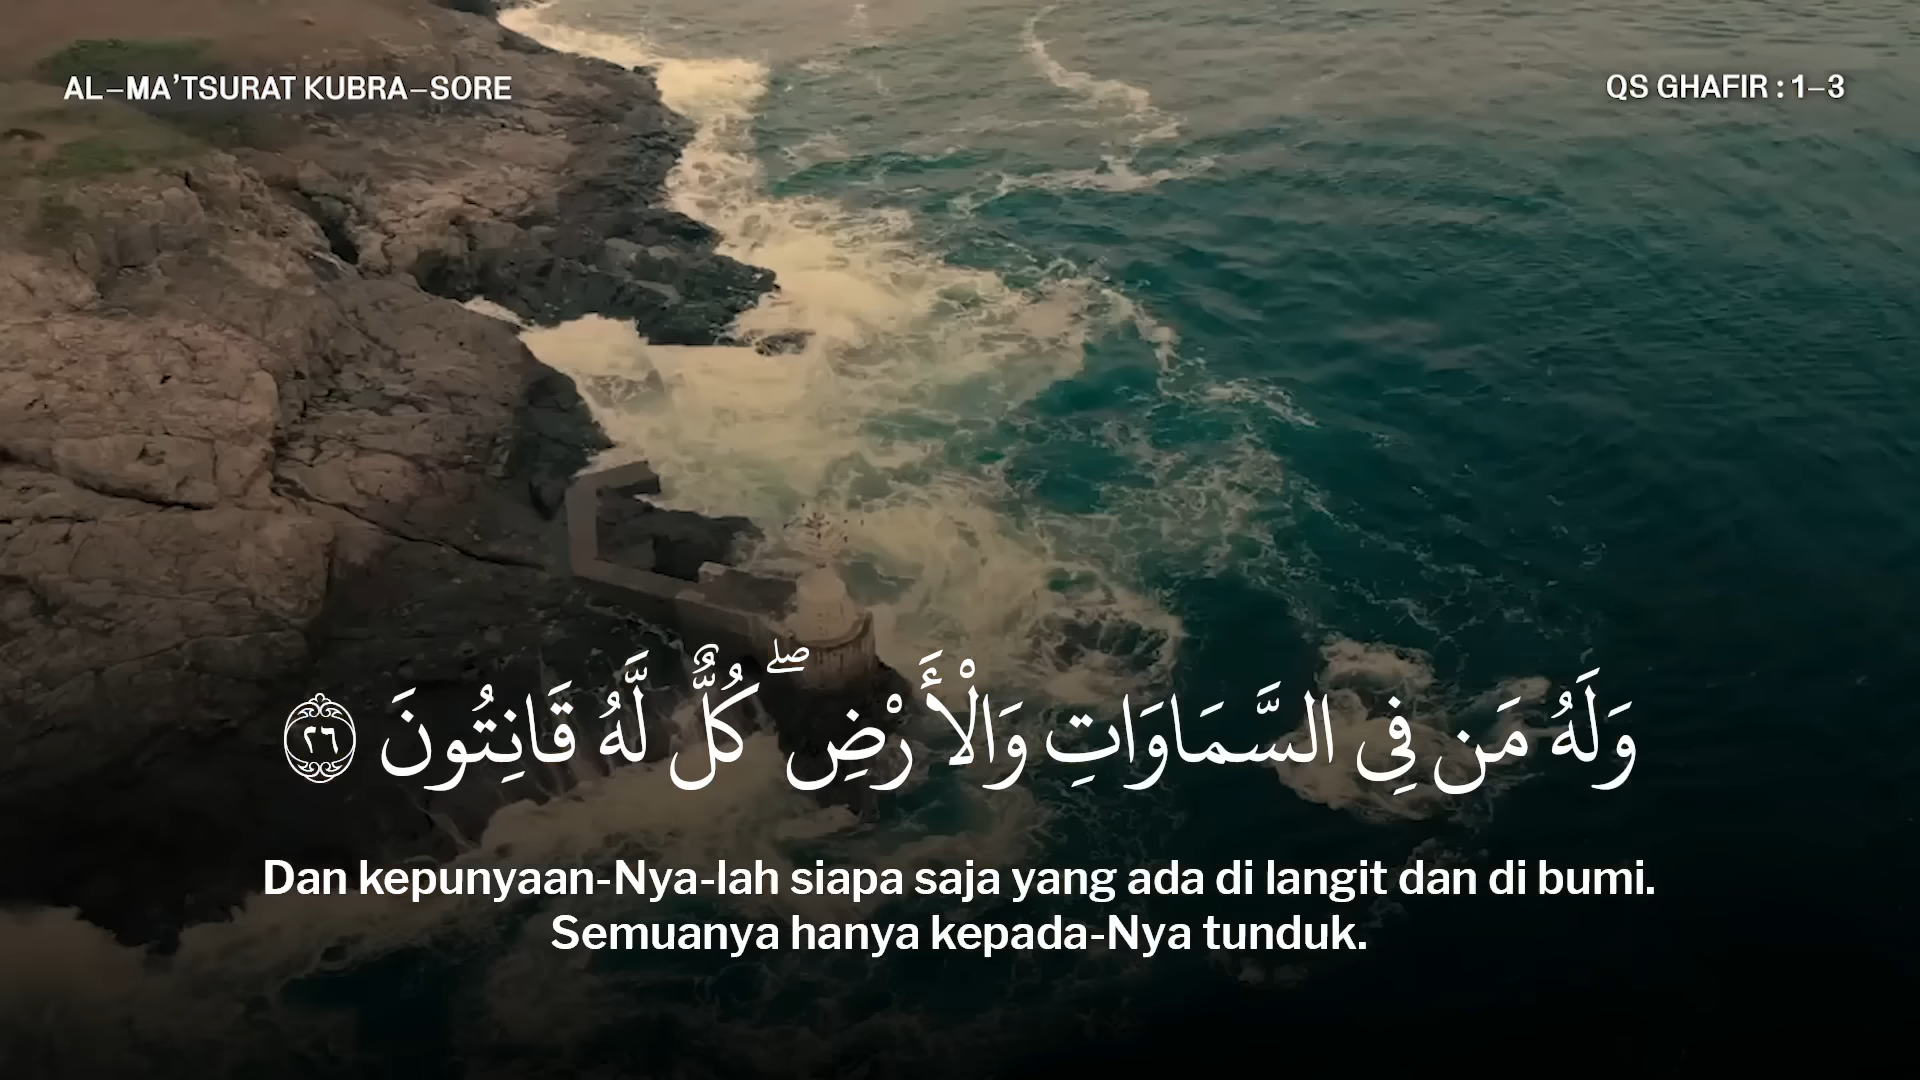 AL–MA’TSURAT KUBRA–SORE
QS GHAFIR : 1–3
وَلَهُ مَن فِي السَّمَاوَاتِ وَالْأَرْضِ ۖ كُلٌّ لَّهُ قَانِتُونَ ٢٦
Dan kepunyaan-Nya-lah siapa saja yang ada di langit dan di bumi.
Semuanya hanya kepada-Nya tunduk.